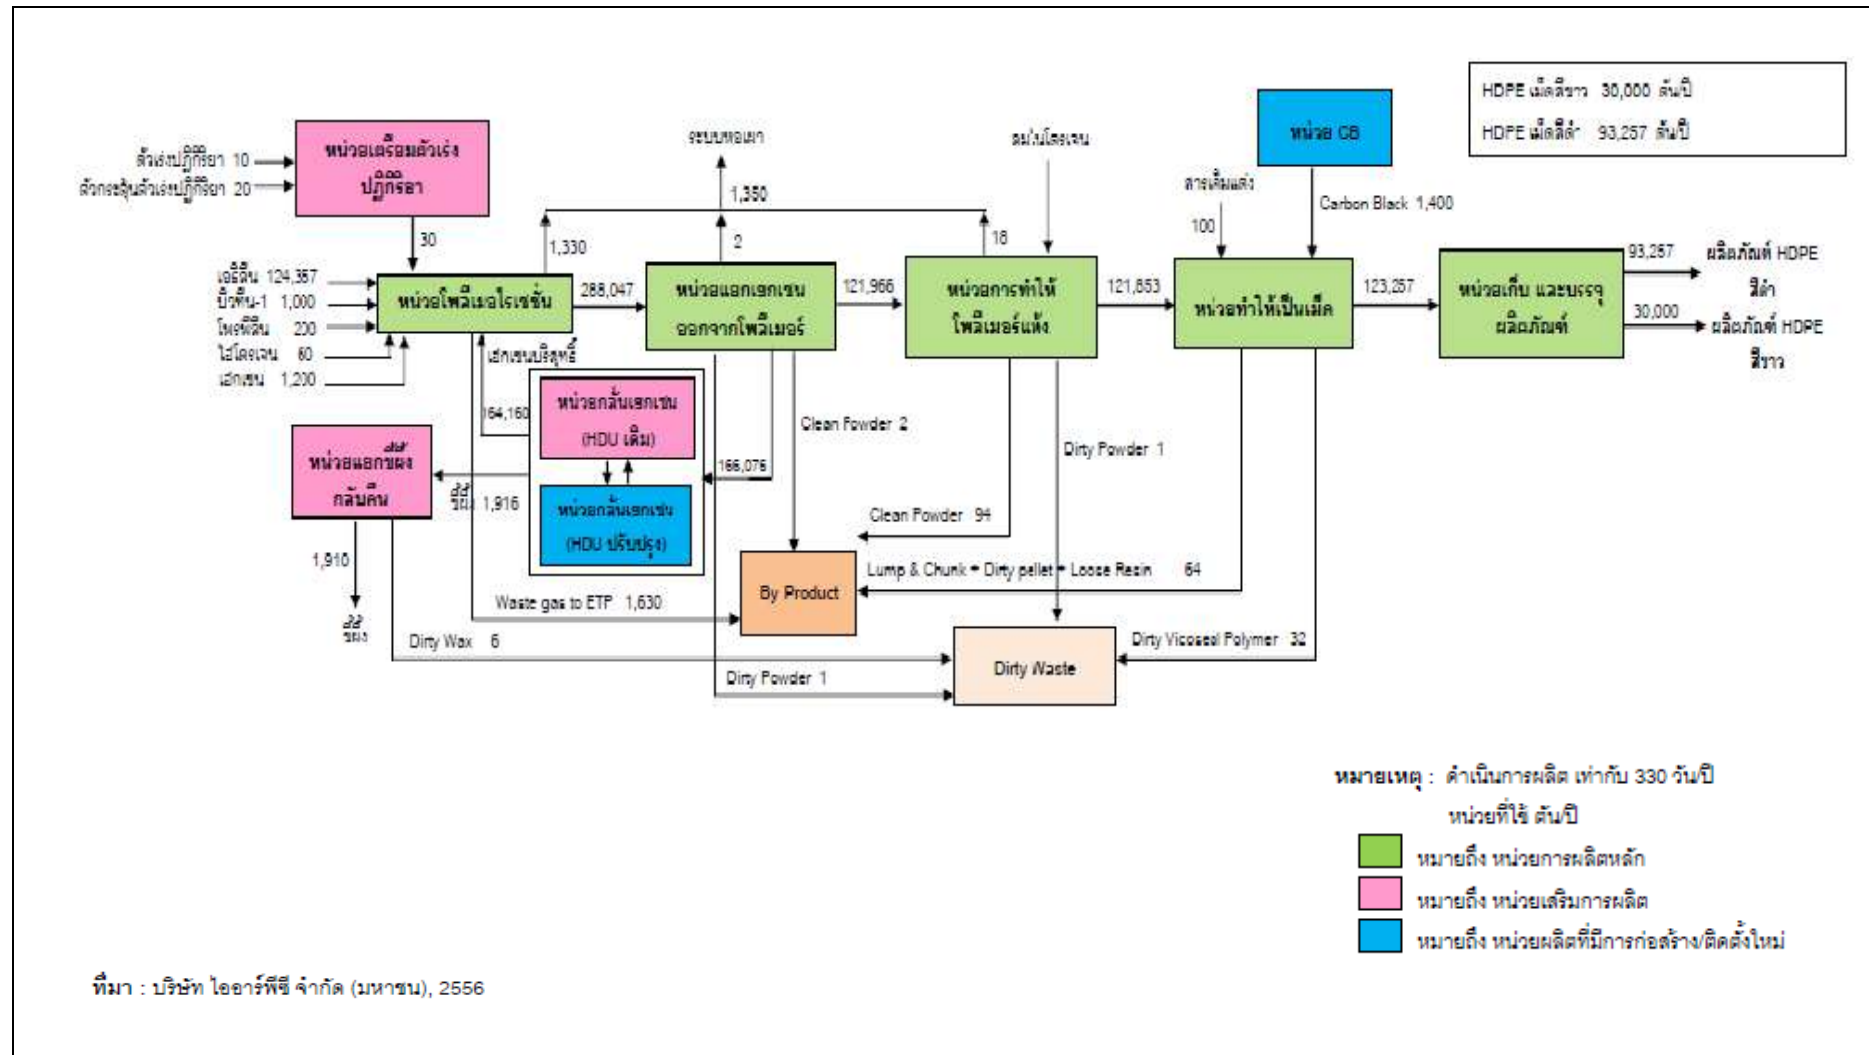 HDPE เม็ดสีขาว 30,000 ตัน/ปี
HDPE เม็ดสีดำ 93,257 ตัน/ปี
หน่วยเตรียมตัวเร่ง
ปฏิกิริยา
ตัวเร่งปฏิกิริยา 10
ตัวกระตุ้นตัวเร่งปฏิกิริยา 20
30
ระบบหอเผา
1,350
1,330
2
18
ลมไนโตรเจน
สารเติมแต่ง
100
หน่วย CB
Carbon Black 1,400
เอธิลีน 124,357
บิวทีน-1 1,000
โพรพิลีน 200
ไฮโดรเจน 60
เฮกเซน 1,200
หน่วยโพลีเมอไรเซชั่น
288,047
หน่วยแยกเฮกเซน
ออกจากโพลีเมอร์
121,966
หน่วยการทำให้
โพลีเมอร์แห้ง
121,853
หน่วยทำให้เป็นเม็ด
123,257
หน่วยเก็บ และบรรจุ
ผลิตภัณฑ์
93,257
ผลิตภัณฑ์ HDPE
สีดำ
30,000
ผลิตภัณฑ์ HDPE
สีขาว
เฮกเซนบริสุทธิ์
164,160
หน่วยกลั่นเฮกเซน
(HDU เดิม)
หน่วยกลั่นเฮกเซน
(HDU ปรับปรุง)
166,076
หน่วยแยกขี้ผึ้ง
กลับคืน
ขี้ผึ้ง 1,916
1,910
ขี้ผึ้ง
Clean Powder 2
Dirty Powder 1
Clean Powder 94
Lump & Chunk + Dirty pellet + Loose Resin 64
By Product
Waste gas to ETP 1,630
Dirty Wax 6
Dirty Powder 1
Dirty Waste
Dirty Vicoseal Polymer 32
หมายเหตุ : ดำเนินการผลิต เท่ากับ 330 วัน/ปี
หน่วยที่ใช้ ตัน/ปี
หมายถึง หน่วยการผลิตหลัก
หมายถึง หน่วยเสริมการผลิต
หมายถึง หน่วยผลิตที่มีการก่อสร้าง/ติดตั้งใหม่
ที่มา : บริษัท ไออาร์พีซี จำกัด (มหาชน), 2556